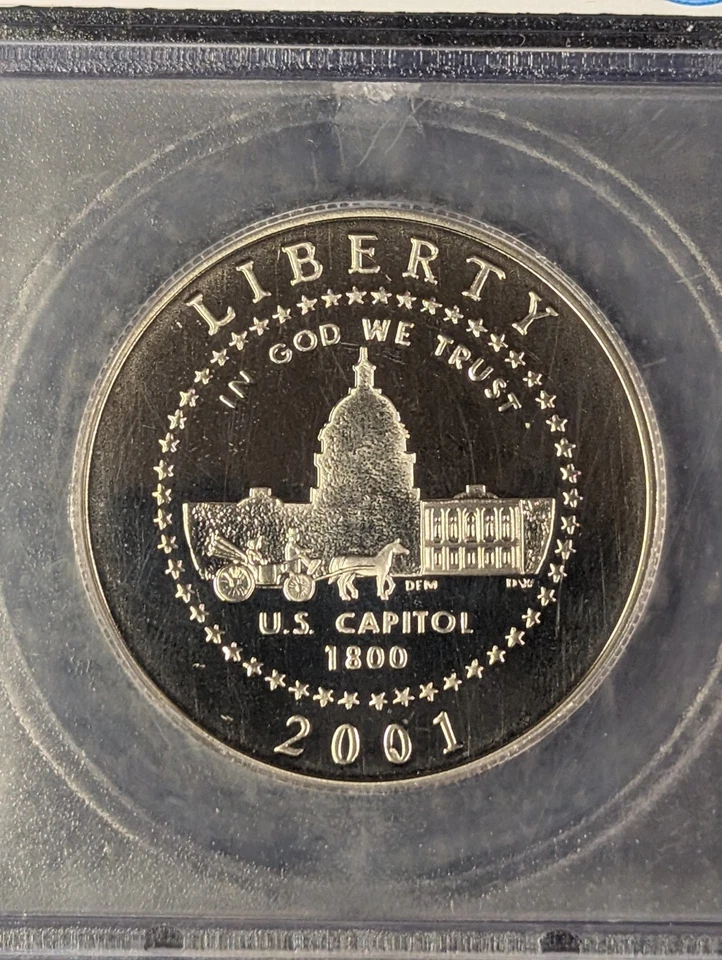 LIBERTY
IN GOD WE TRUST
DEM
U.S. CAPITOL
1800
2001